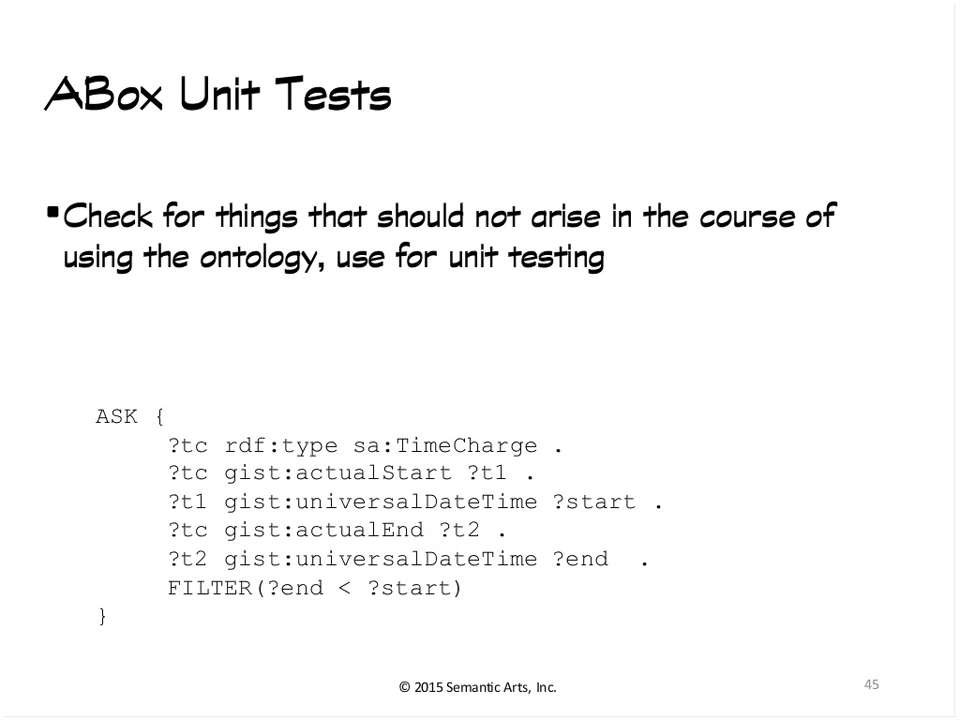 ABox Unit Tests
▪Check for things that should not arise in the course of
using the ontology, use for unit testing
ASK {
?tc rdf:type sa:TimeCharge .
?tc gist:actualStart ?t1 .
?t1 gist:universalDateTime ?start .
?tc gist:actualEnd ?t2 .
?t2 gist:universalDateTime ?end  .
FILTER(?end < ?start)
}
© 2015 Semantic Arts, Inc.
45